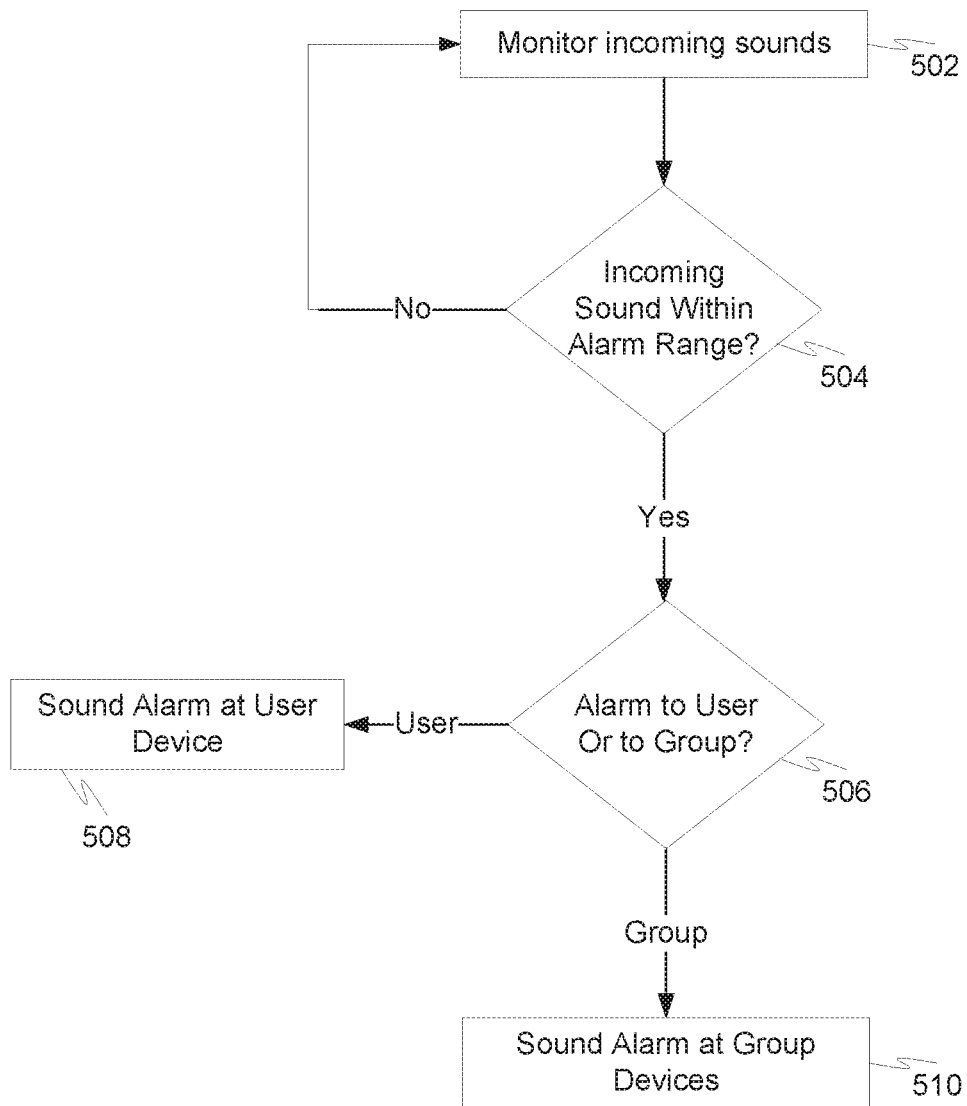 Monitor incoming sounds
502
Incoming
Sound Within
Alarm Range?
504
No
Yes
Alarm to User
Or to Group?
506
User
Sound Alarm at User
Device
508
Group
Sound Alarm at Group
Devices
510